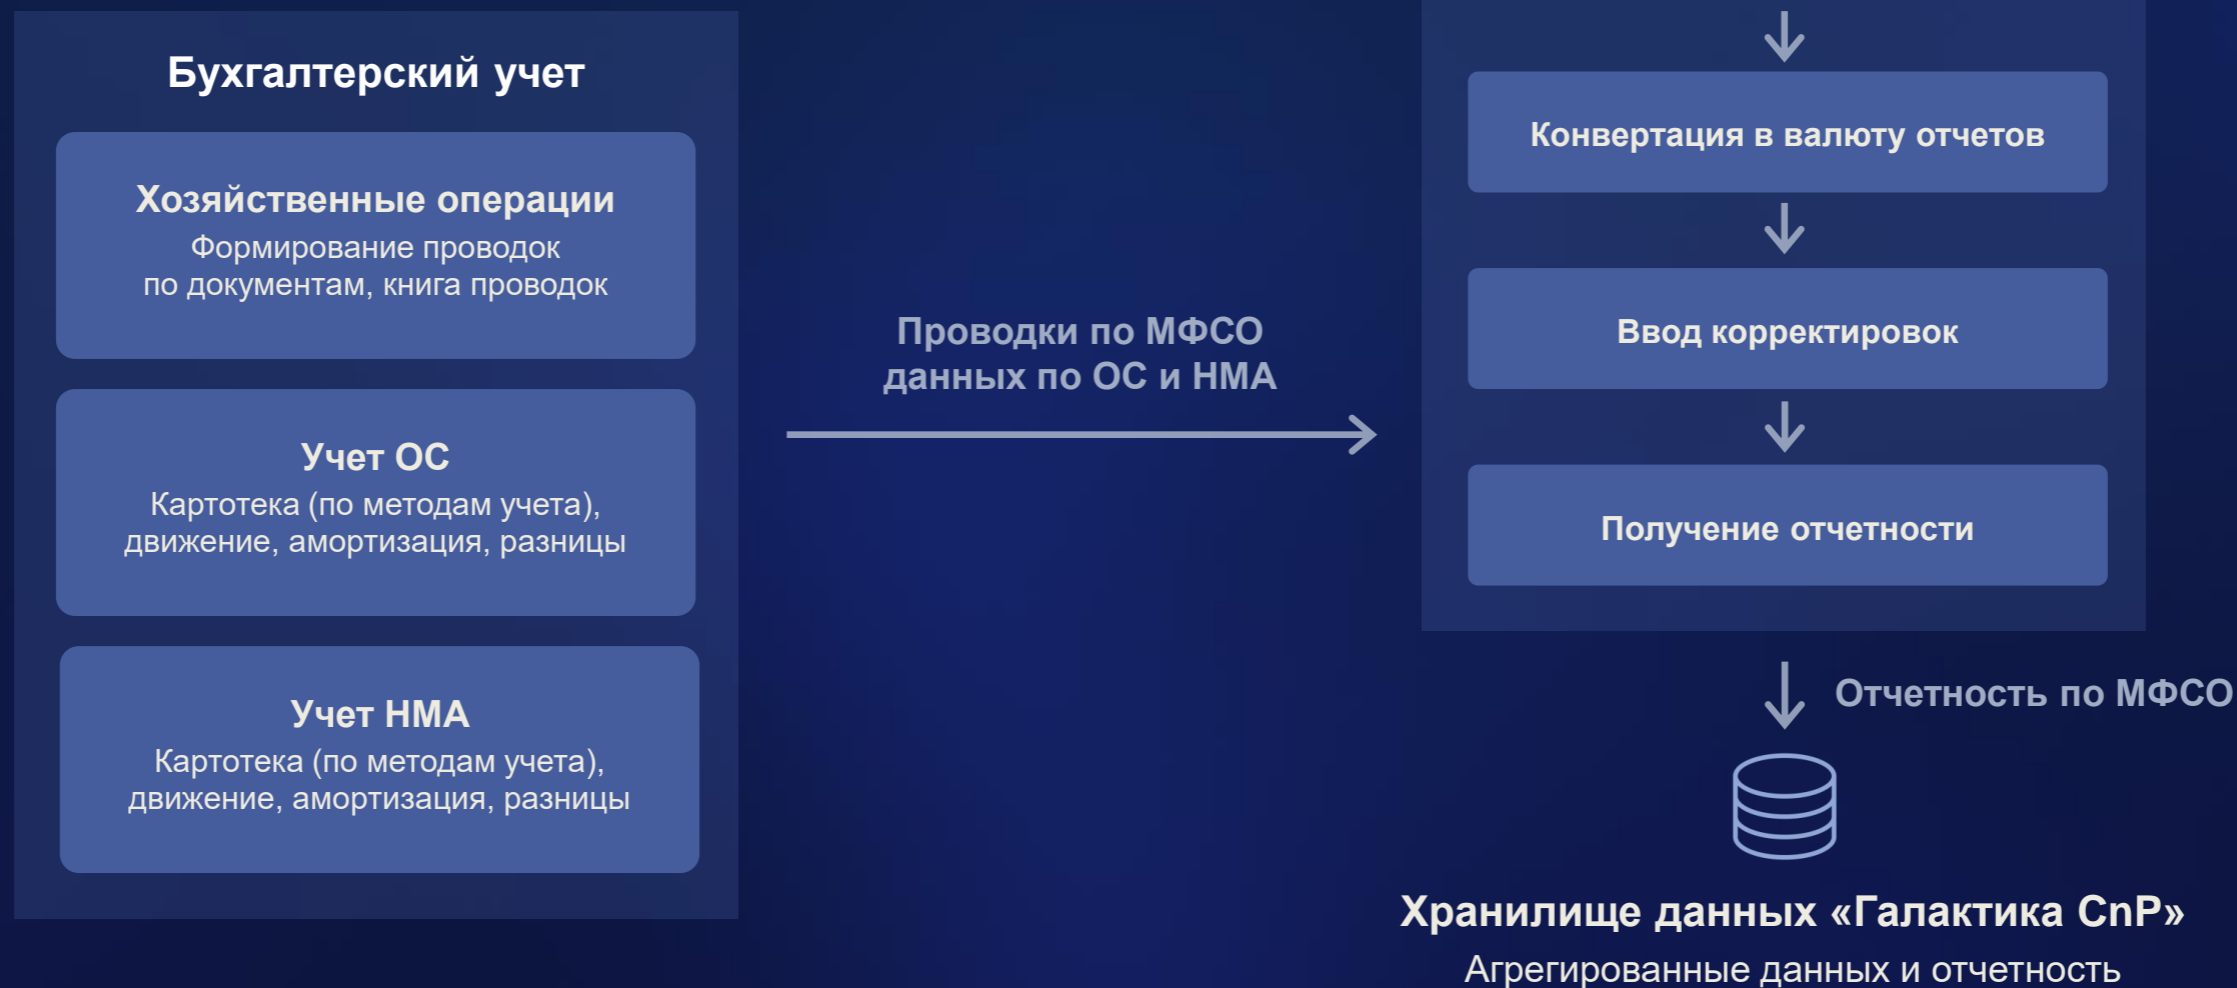 Бухгалтерский учет
Хозяйственные операции
Формирование проводок
по документам, книга проводок
Учет ОС
Картотека (по методам учета),
движение, амортизация, разницы
Учет НМА
Картотека (по методам учета),
движение, амортизация, разницы
Проводки по МФСО
данных по ОС и НМА
Конвертация в валюту отчетов
Ввод корректировок
Получение отчетности
Отчетность по МФСО
Хранилище данных «Галактика CnP»
Агрегированные данных и отчетность